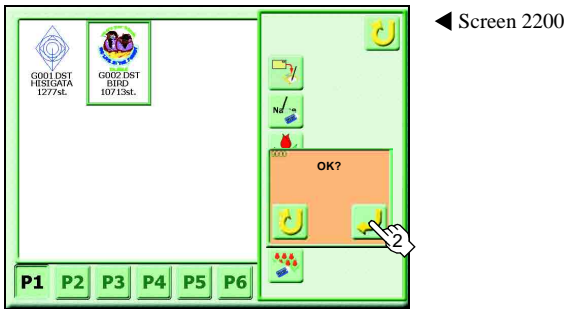 Screen 2200
G001.DST
HISIGATA
1277st.
G002.DST
BIRD
10713st.
OK?
2
P1 P2 P3 P4 P5 P6